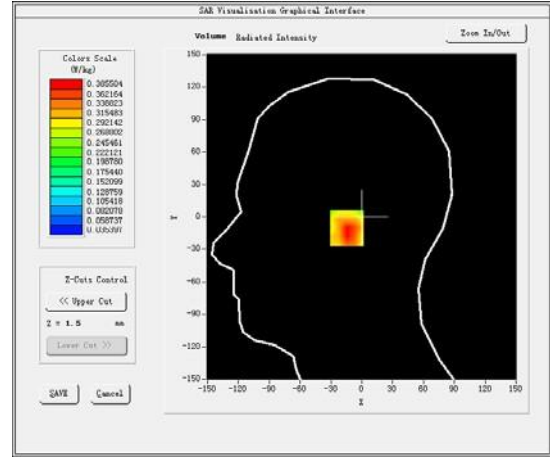 SAR Visualisation Graphical Interface
Volume Radiated Intensity
Zoom In/Out
Colors Scale
(W/kg)
0.385504
0.362164
0.338823
0.315483
0.292142
0.268802
0.245461
0.222121
0.198780
0.175440
0.152099
0.128759
0.105418
0.082078
0.058737
0.035397
Z-Cuts Control
<< Upper Cut
Z = 1.5 mm
Lower Cut >>
SAVE Cancel
150
120
90
60
30
0
-30
-60
-90
-120
-150
Y
-150 -120 -90 -60 -30 0 30 60 90 120 150
X